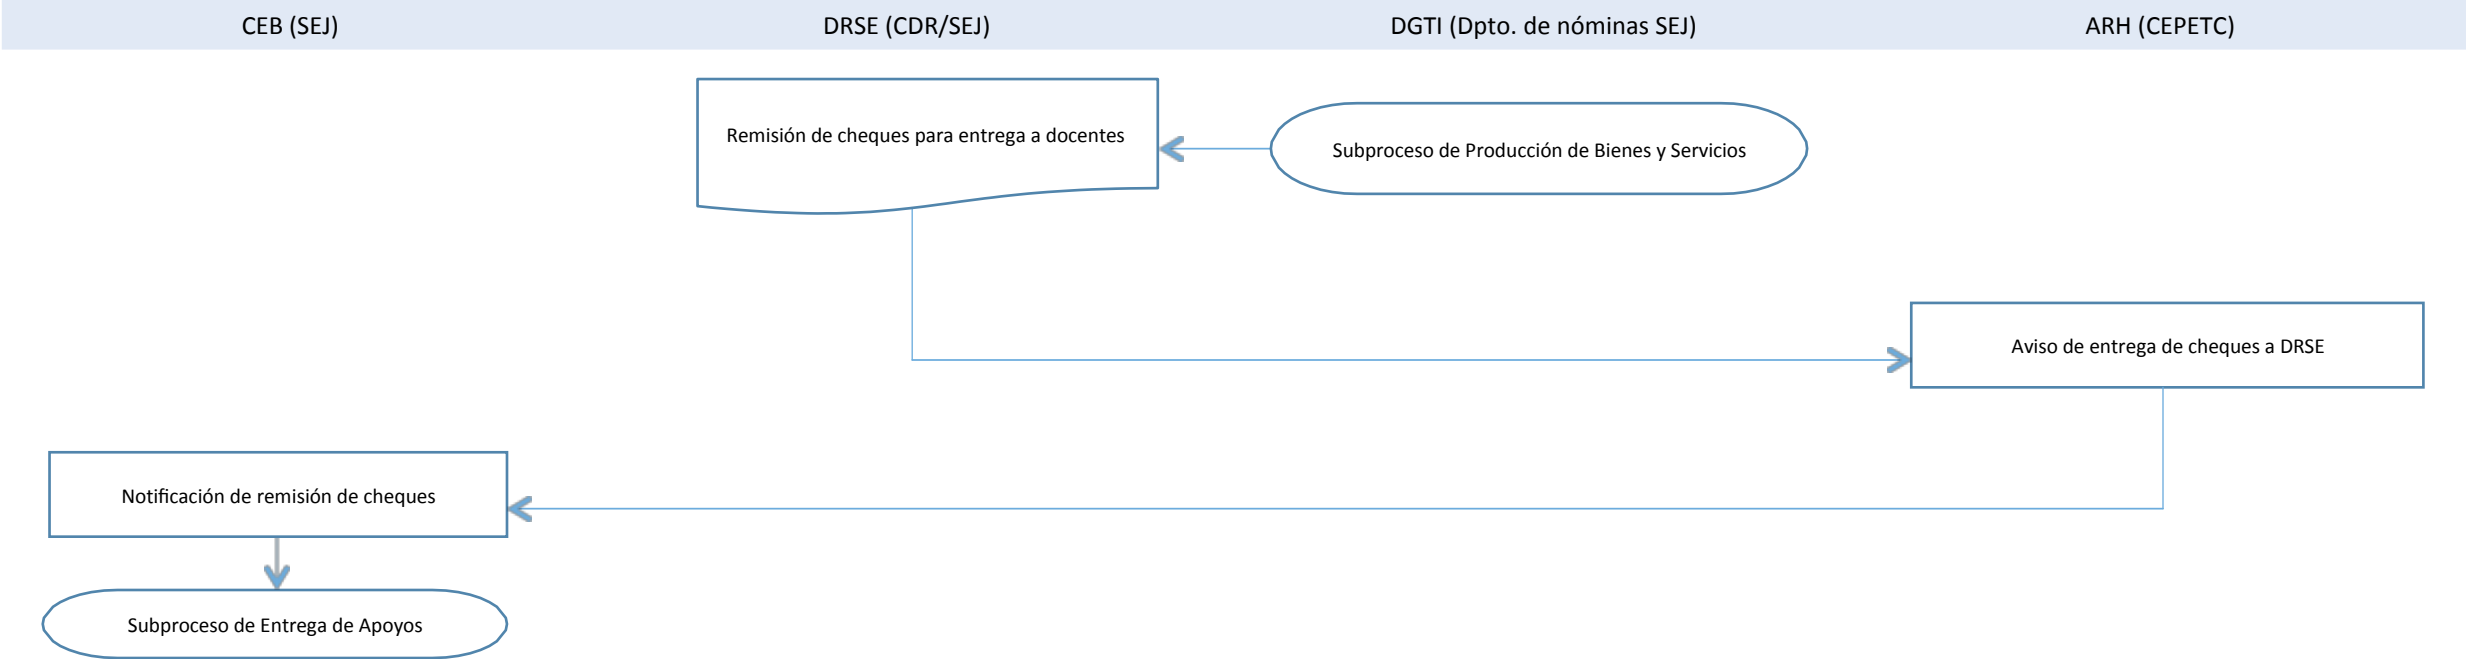 CEB (SEJ)
DRSE (CDR/SEJ)
DGTI (Dpto. de nóminas SEJ)
ARH (CEPETC)
Remisión de cheques para entrega a docentes
Subproceso de Producción de Bienes y Servicios
Aviso de entrega de cheques a DRSE
Notificación de remisión de cheques
Subproceso de Entrega de Apoyos